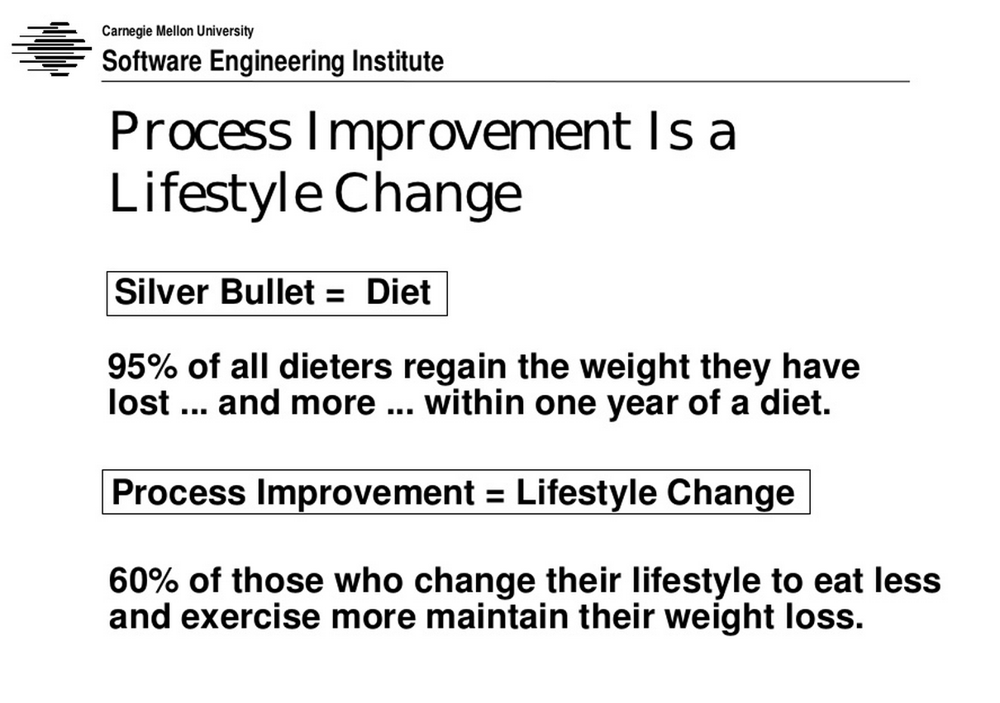 Carnegie Mellon University
Software Engineering Institute
Process Improvement Is a
Lifestyle Change
Silver Bullet = Diet
95% of all dieters regain the weight they have
lost ... and more ... within one year of a diet.
Process Improvement = Lifestyle Change
60% of those who change their lifestyle to eat less
and exercise more maintain their weight loss.